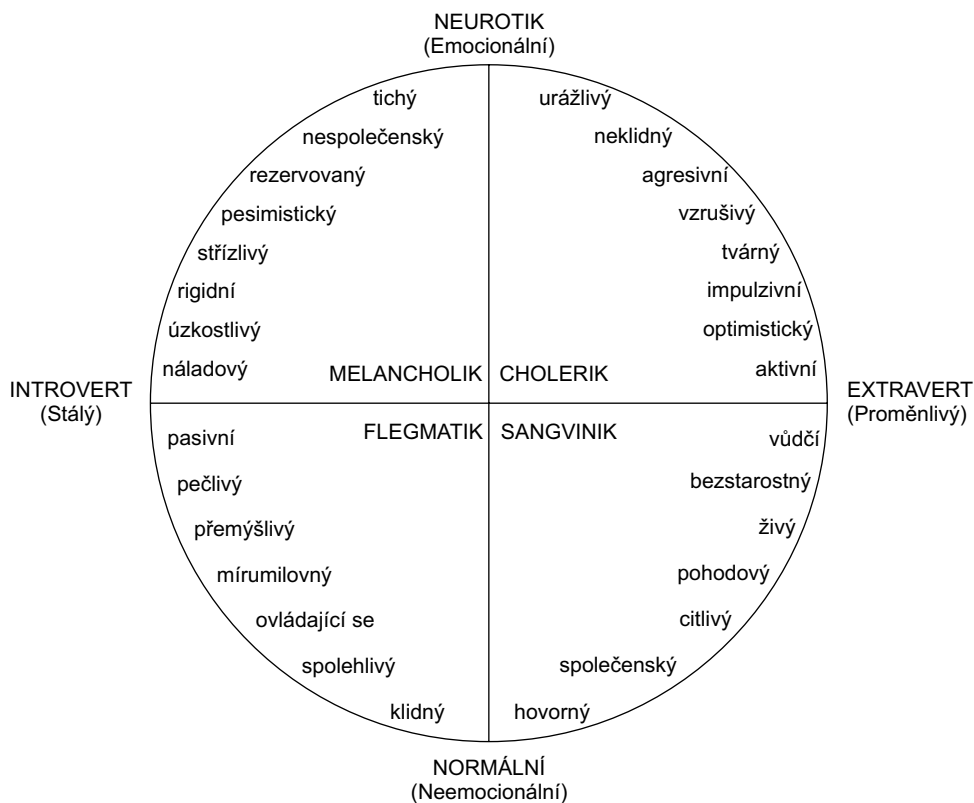 NEUROTIK
(Emocionální)
tichý
urážlivý
nespolečenský
neklidný
rezervovaný
agresivní
pesimistický
vzrušivý
střízlivý
tvárný
rigidní
impulzivní
úzkostlivý
optimistický
náladový
MELANCHOLIK
CHOLERIK
aktivní
INTROVERT
(Stálý)
EXTRAVERT
(Proměnlivý)
FLEGMATIK
SANGVINIK
pasivní
vůdčí
pečlivý
bezstarostný
přemýšlivý
živý
mírumilovný
pohodový
ovládající se
citlivý
spolehlivý
společenský
klidný
hovorný
NORMÁLNÍ
(Neemocionální)